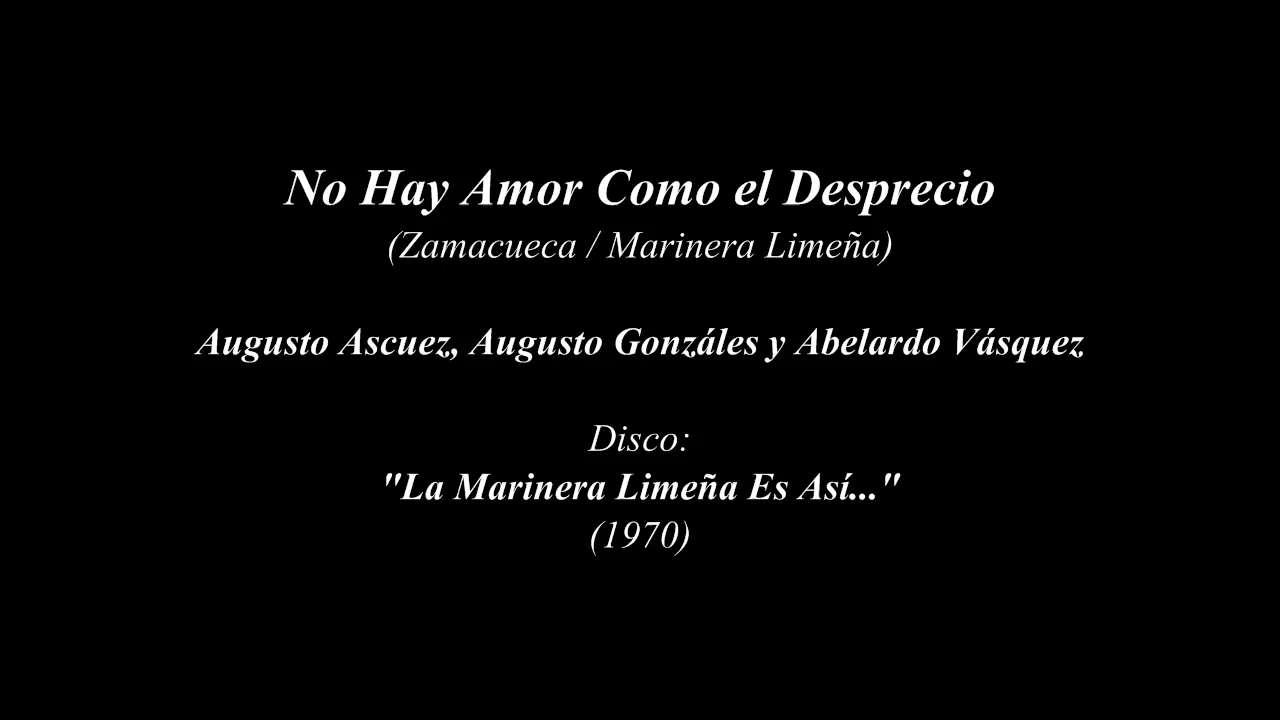 No Hay Amor Como el Desprecio
(Zamacueca / Marinera Limeña)
Augusto Ascuez, Augusto Gonzáles y Abelardo Vásquez
Disco:
"La Marinera Limeña Es Así..."
(1970)